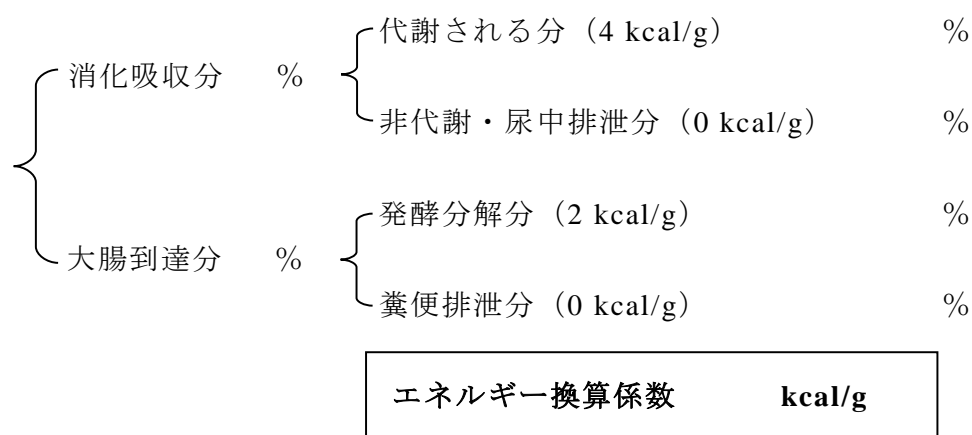 代謝される分（4 kcal/g） %
消化吸収分 %
非代謝・尿中排泄分（0 kcal/g） %
発酵分解分（2 kcal/g） %
大腸到達分 %
糞便排泄分（0 kcal/g） %
エネルギー換算係数 kcal/g